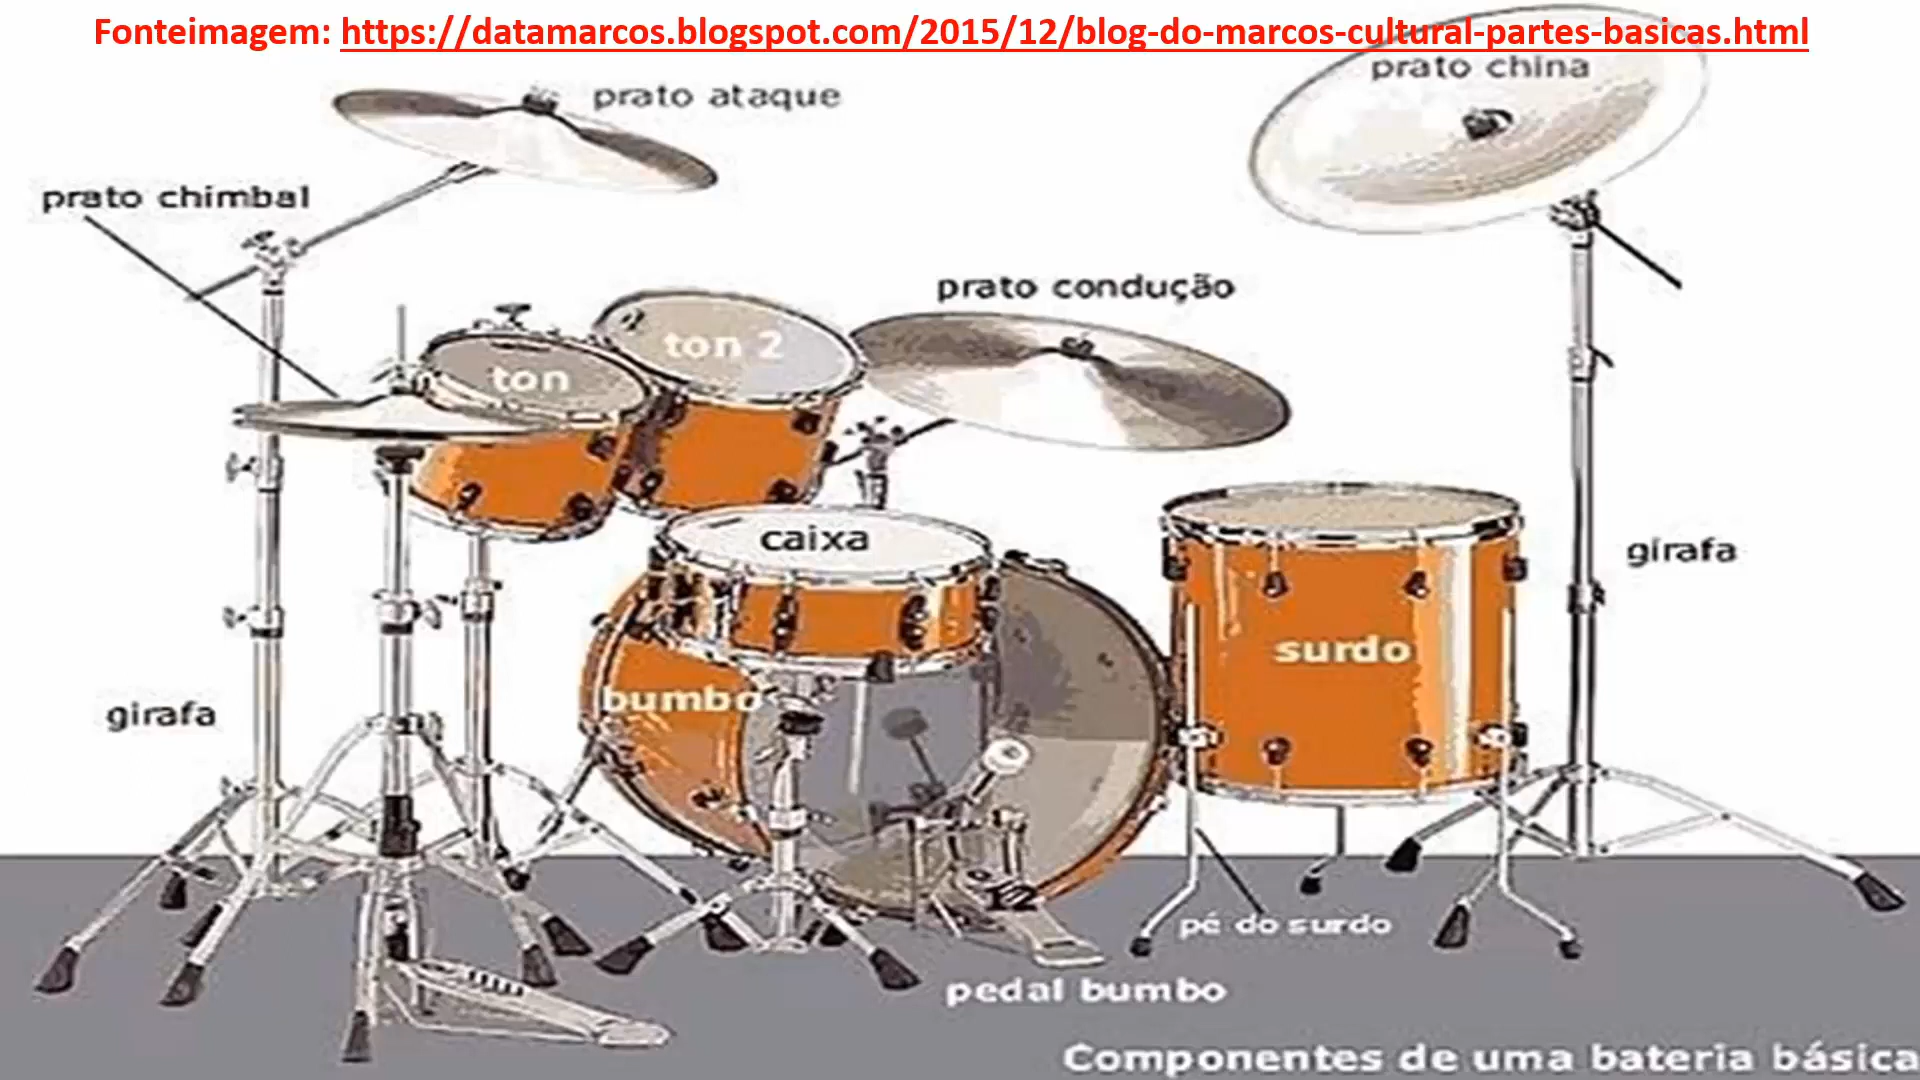 Fonteimagem: https://datamarcos.blogspot.com/2015/12/blog-do-marcos-cultural-partes-basicas.html
prato china
prato ataque
prato chimbal
prato condução
ton 2
ton
caixa
girafa
surdo
bumbo
girafa
pé do surdo
pedal bumbo
Componentes de uma bateria básica